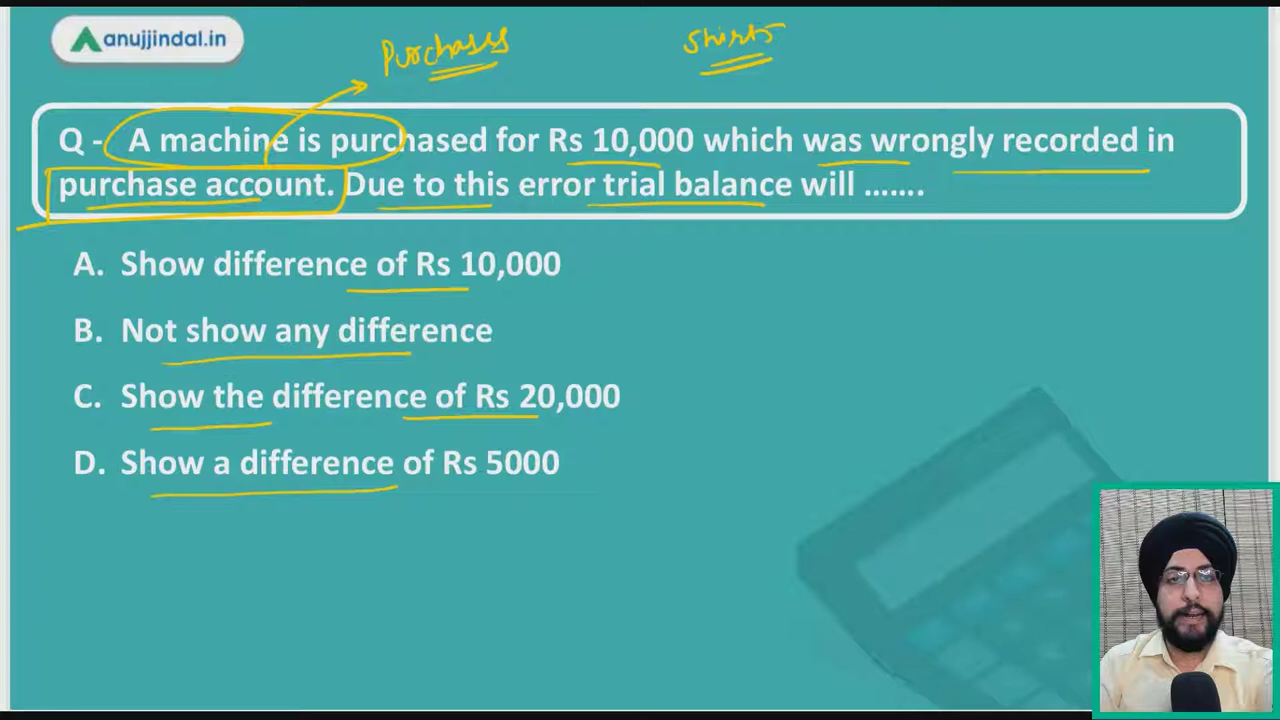 anujjindal.in
Purchases
Shirts
Q - A machine is purchased for Rs 10,000 which was wrongly recorded in
purchase account. Due to this error trial balance will …….
A. Show difference of Rs 10,000
B. Not show any difference
C. Show the difference of Rs 20,000
D. Show a difference of Rs 5000